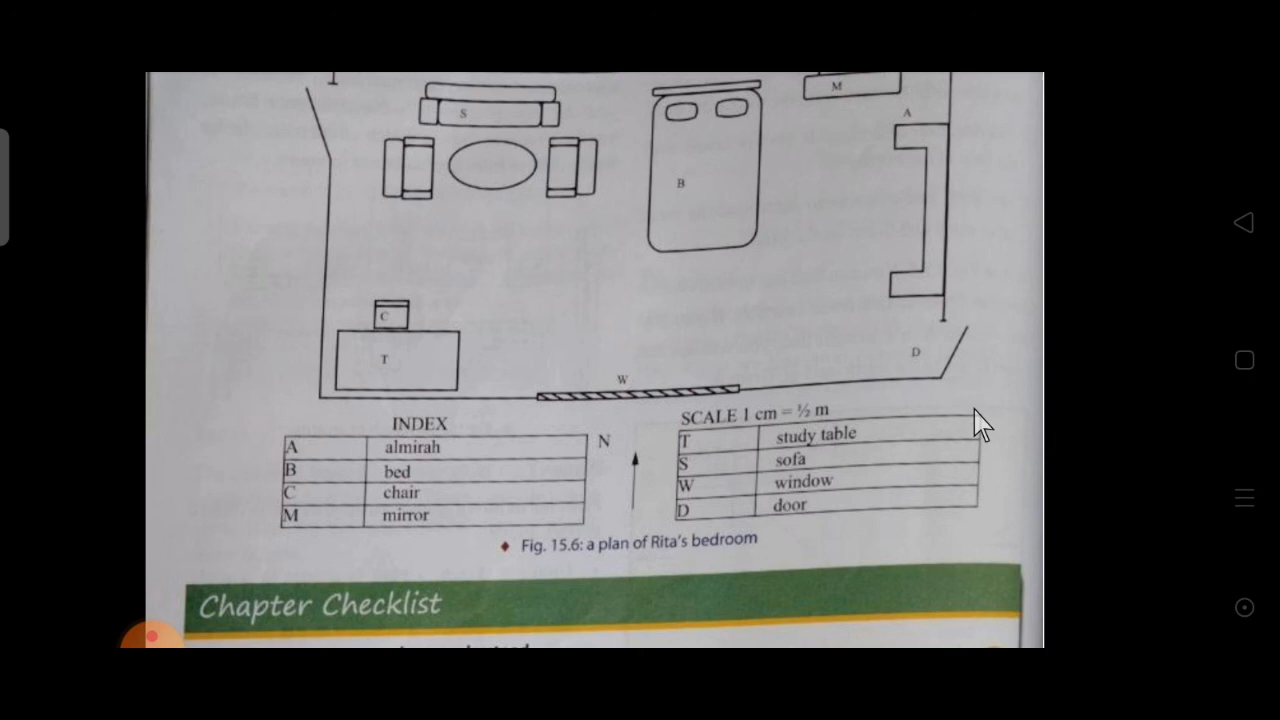 M
S
A
B
C
T
D
W
INDEX
A almirah
B bed
C chair
M mirror
N
SCALE 1 cm = ½ m
T study table
S sofa
W window
D door
♦ Fig. 15.6: a plan of Rita's bedroom
Chapter Checklist